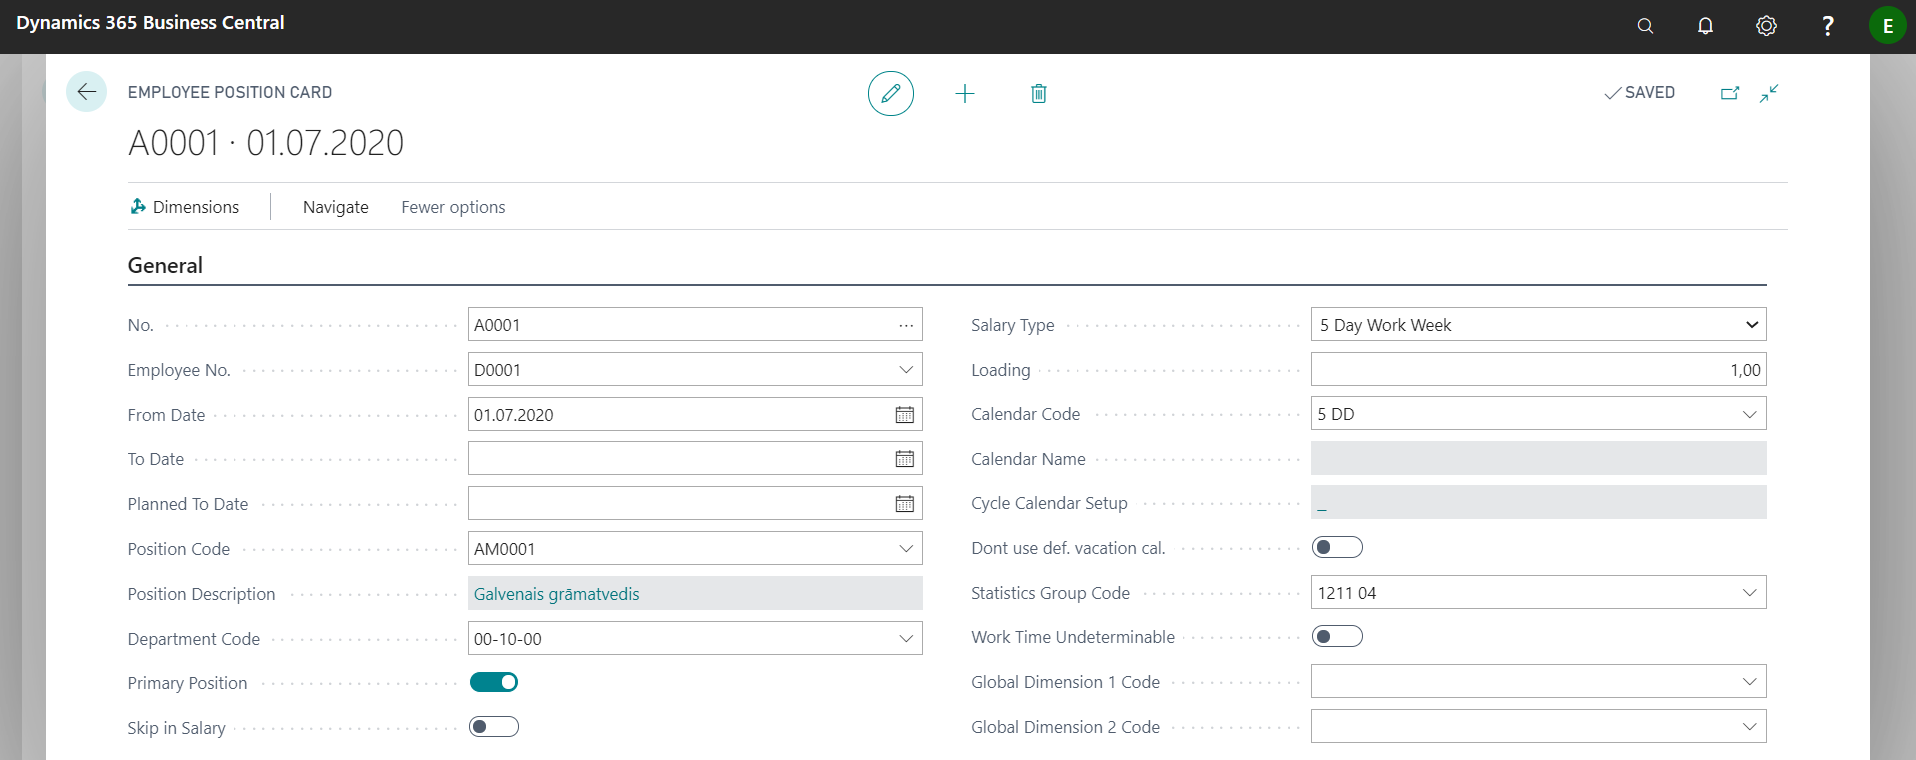 Dynamics 365 Business Central
?
E
EMPLOYEE POSITION CARD
SAVED
A0001 · 01.07.2020
Dimensions
Navigate
Fewer options
General
No.
A0001
...
Employee No.
D0001
From Date
01.07.2020
To Date
Planned To Date
Position Code
AM0001
Position Description
Galvenais grāmatvedis
Department Code
00-10-00
Primary Position
Skip in Salary
Salary Type
5 Day Work Week
Loading
1,00
Calendar Code
5 DD
Calendar Name
Cycle Calendar Setup
_
Dont use def. vacation cal.
Statistics Group Code
1211 04
Work Time Undeterminable
Global Dimension 1 Code
Global Dimension 2 Code